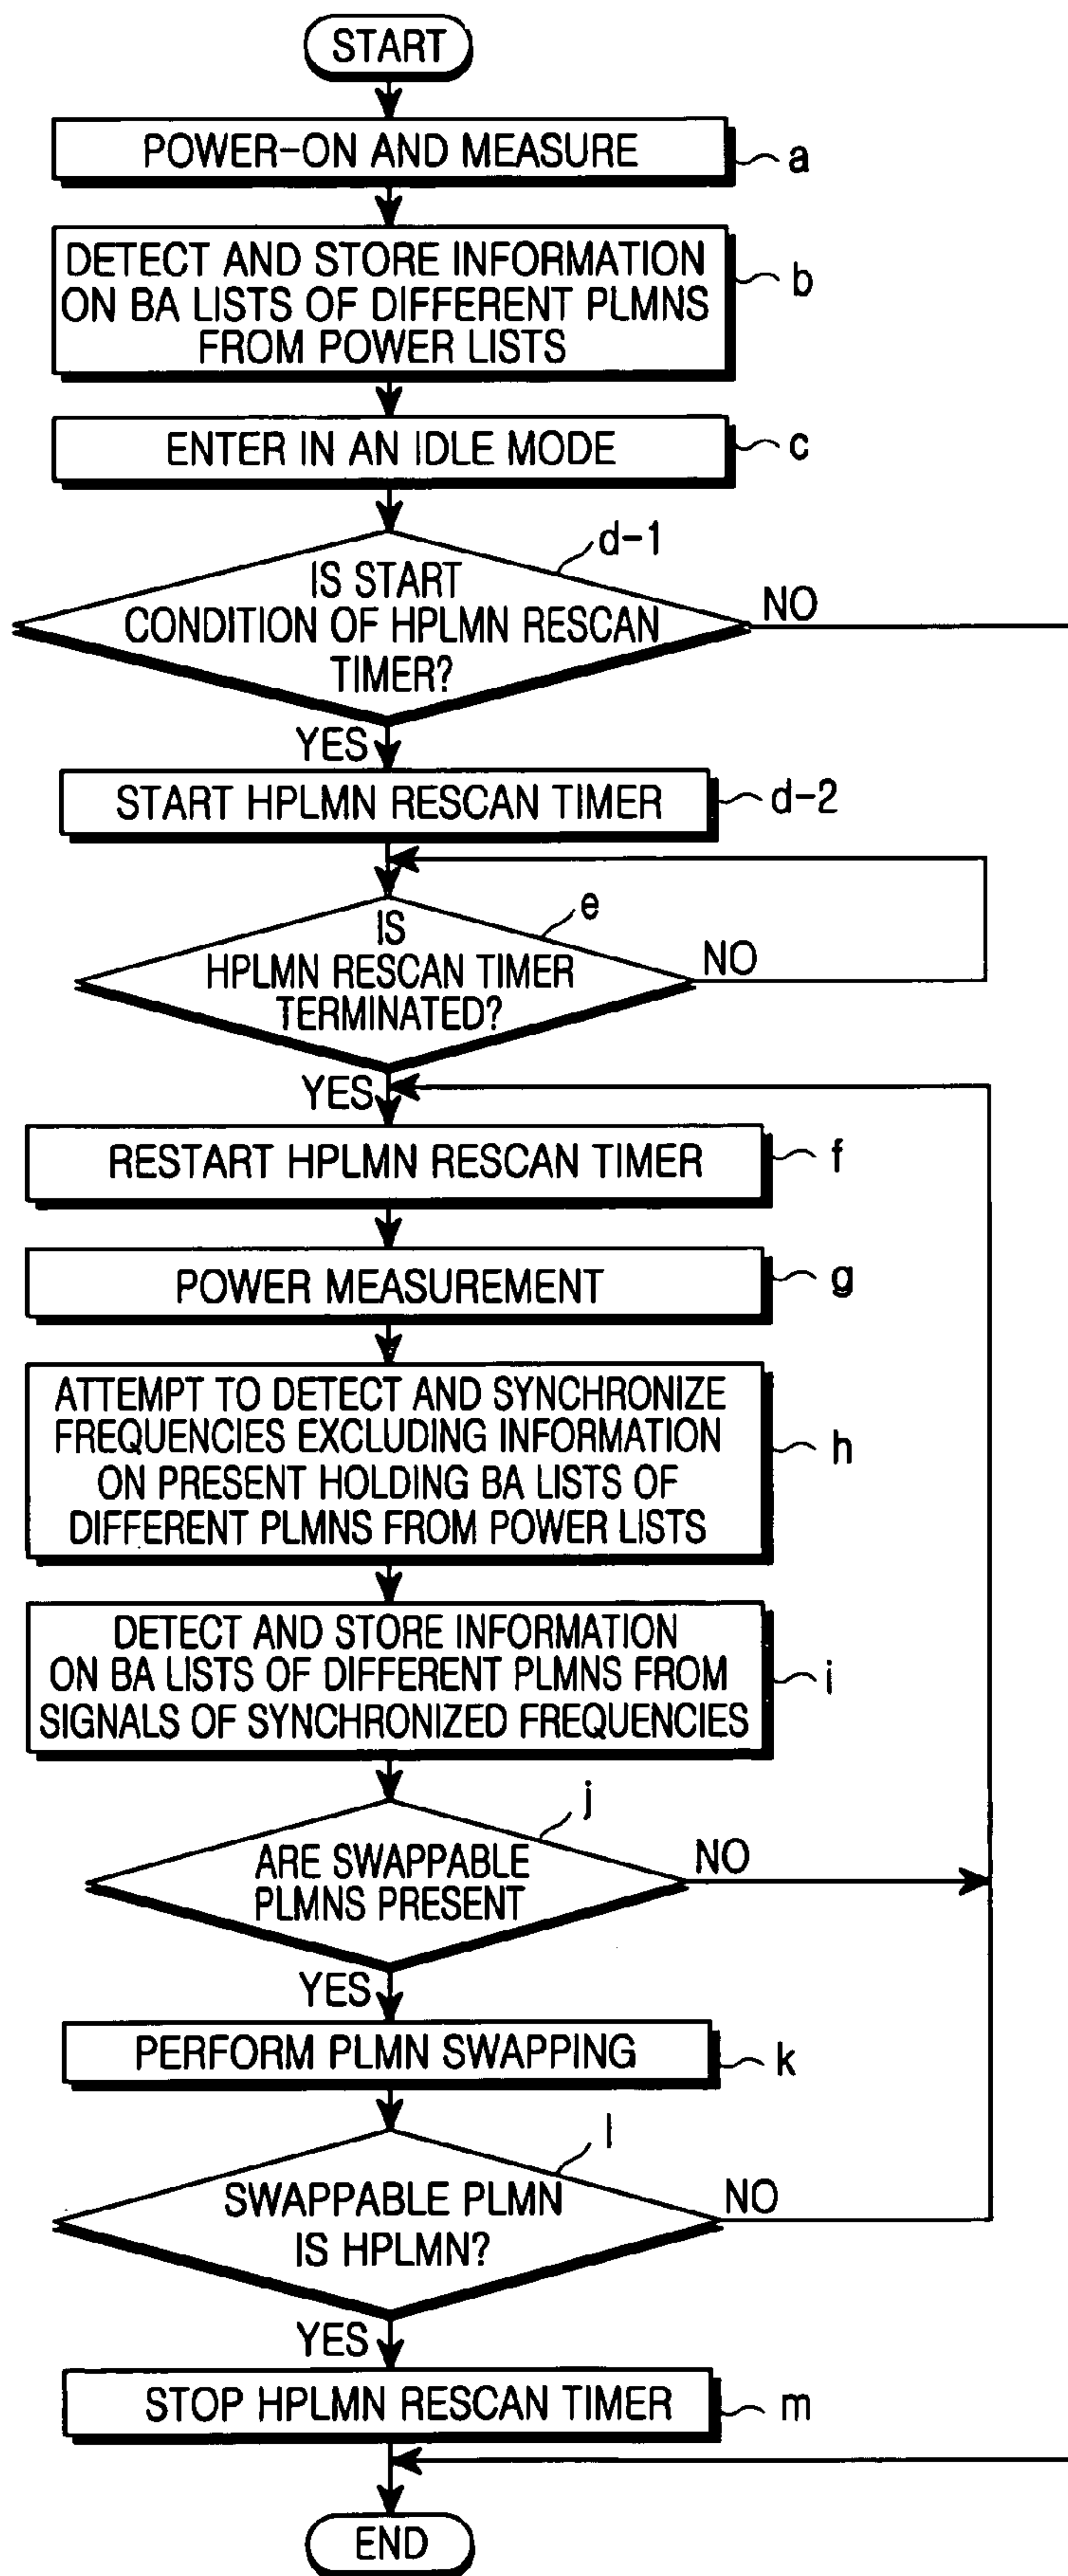 START
POWER-ON AND MEASURE
a
DETECT AND STORE INFORMATION
ON BA LISTS OF DIFFERENT PLMNS
FROM POWER LISTS
b
ENTER IN AN IDLE MODE
c
d-1
IS START
CONDITION OF HPLMN RESCAN
TIMER?
NO
YES
START HPLMN RESCAN TIMER
d-2
e
IS
HPLMN RESCAN TIMER
TERMINATED?
NO
YES
RESTART HPLMN RESCAN TIMER
f
POWER MEASUREMENT
g
ATTEMPT TO DETECT AND SYNCHRONIZE
FREQUENCIES EXCLUDING INFORMATION
ON PRESENT HOLDING BA LISTS OF
DIFFERENT PLMNS FROM POWER LISTS
h
DETECT AND STORE INFORMATION
ON BA LISTS OF DIFFERENT PLMNS FROM
SIGNALS OF SYNCHRONIZED FREQUENCIES
i
j
ARE SWAPPABLE
PLMNS PRESENT
NO
YES
PERFORM PLMN SWAPPING
k
l
SWAPPABLE PLMN
IS HPLMN?
NO
YES
STOP HPLMN RESCAN TIMER
m
END